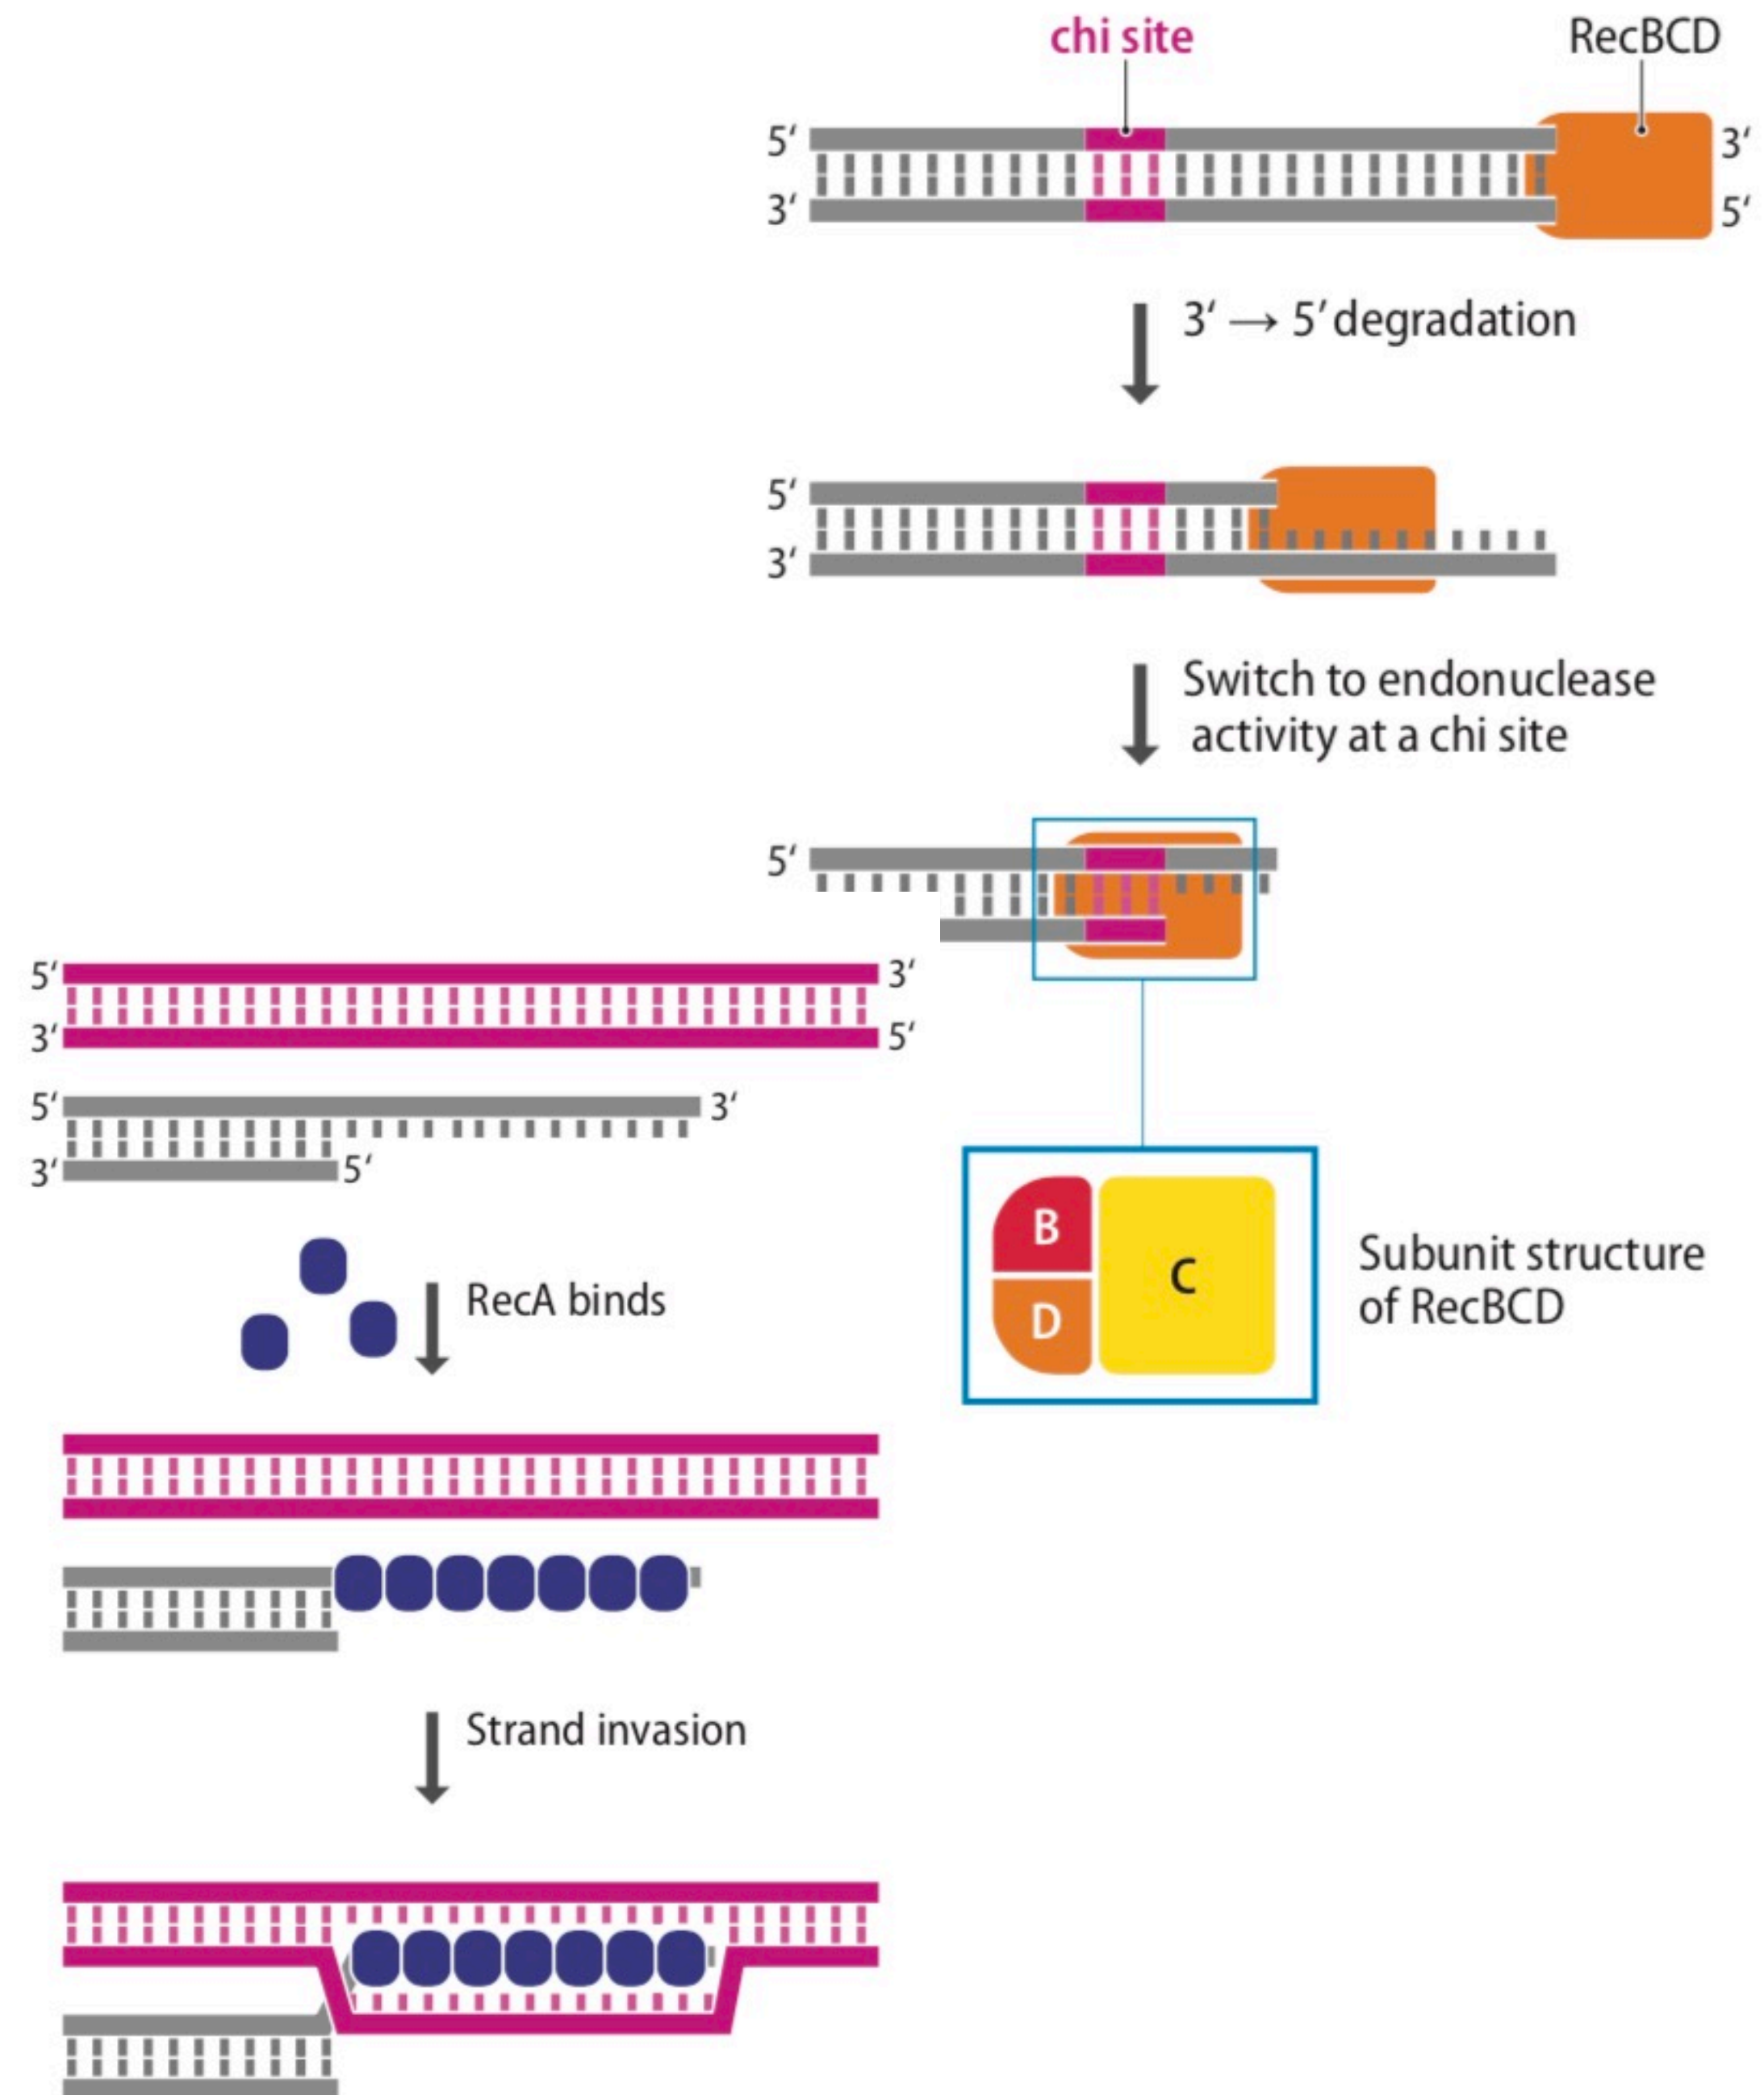 chi site RecBCD
5‘ 3‘
3‘ 5‘
3‘ → 5‘ degradation
5‘
3‘
Switch to endonuclease
activity at a chi site
5‘
5‘ 3‘
3‘ 5‘
5‘ 3‘
3‘ 5‘
B
D
C
Subunit structure
of RecBCD
RecA binds
Strand invasion